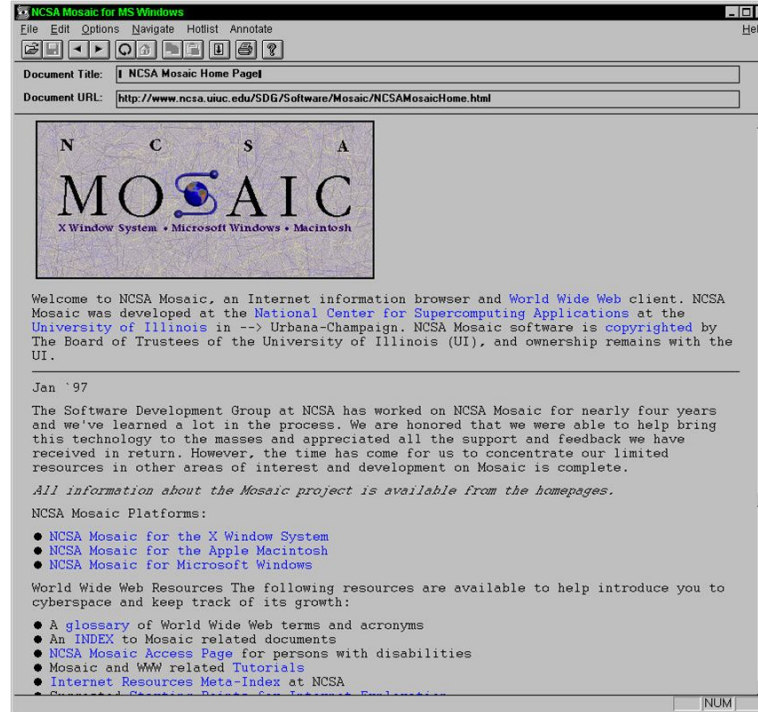 NCSA Mosaic for MS Windows
File Edit Options Navigate Hotlist Annotate Hel
Document Title: NCSA Mosaic Home Page
Document URL: http://www.ncsa.uiuc.edu/SDG/Software/Mosaic/NCSAMosaicHome.html
N C S A
MOSAIC
X Window System • Microsoft Windows • Macintosh
Welcome to NCSA Mosaic, an Internet information browser and World Wide Web client. NCSA
Mosaic was developed at the National Center for Supercomputing Applications at the
University of Illinois in --> Urbana-Champaign. NCSA Mosaic software is copyrighted by
The Board of Trustees of the University of Illinois (UI), and ownership remains with the
UI.
Jan `97
The Software Development Group at NCSA has worked on NCSA Mosaic for nearly four years
and we've learned a lot in the process. We are honored that we were able to help bring
this technology to the masses and appreciated all the support and feedback we have
received in return. However, the time has come for us to concentrate our limited
resources in other areas of interest and development on Mosaic is complete.
All information about the Mosaic project is available from the homepages.
NCSA Mosaic Platforms:
● NCSA Mosaic for the X Window System
● NCSA Mosaic for the Apple Macintosh
● NCSA Mosaic for Microsoft Windows
World Wide Web Resources The following resources are available to help introduce you to
cyberspace and keep track of its growth:
● A glossary of World Wide Web terms and acronyms
● An INDEX to Mosaic related documents
● NCSA Mosaic Access Page for persons with disabilities
● Mosaic and WWW related Tutorials
● Internet Resources Meta-Index at NCSA
● Suggested Starting Points for Internet Exploration
NUM